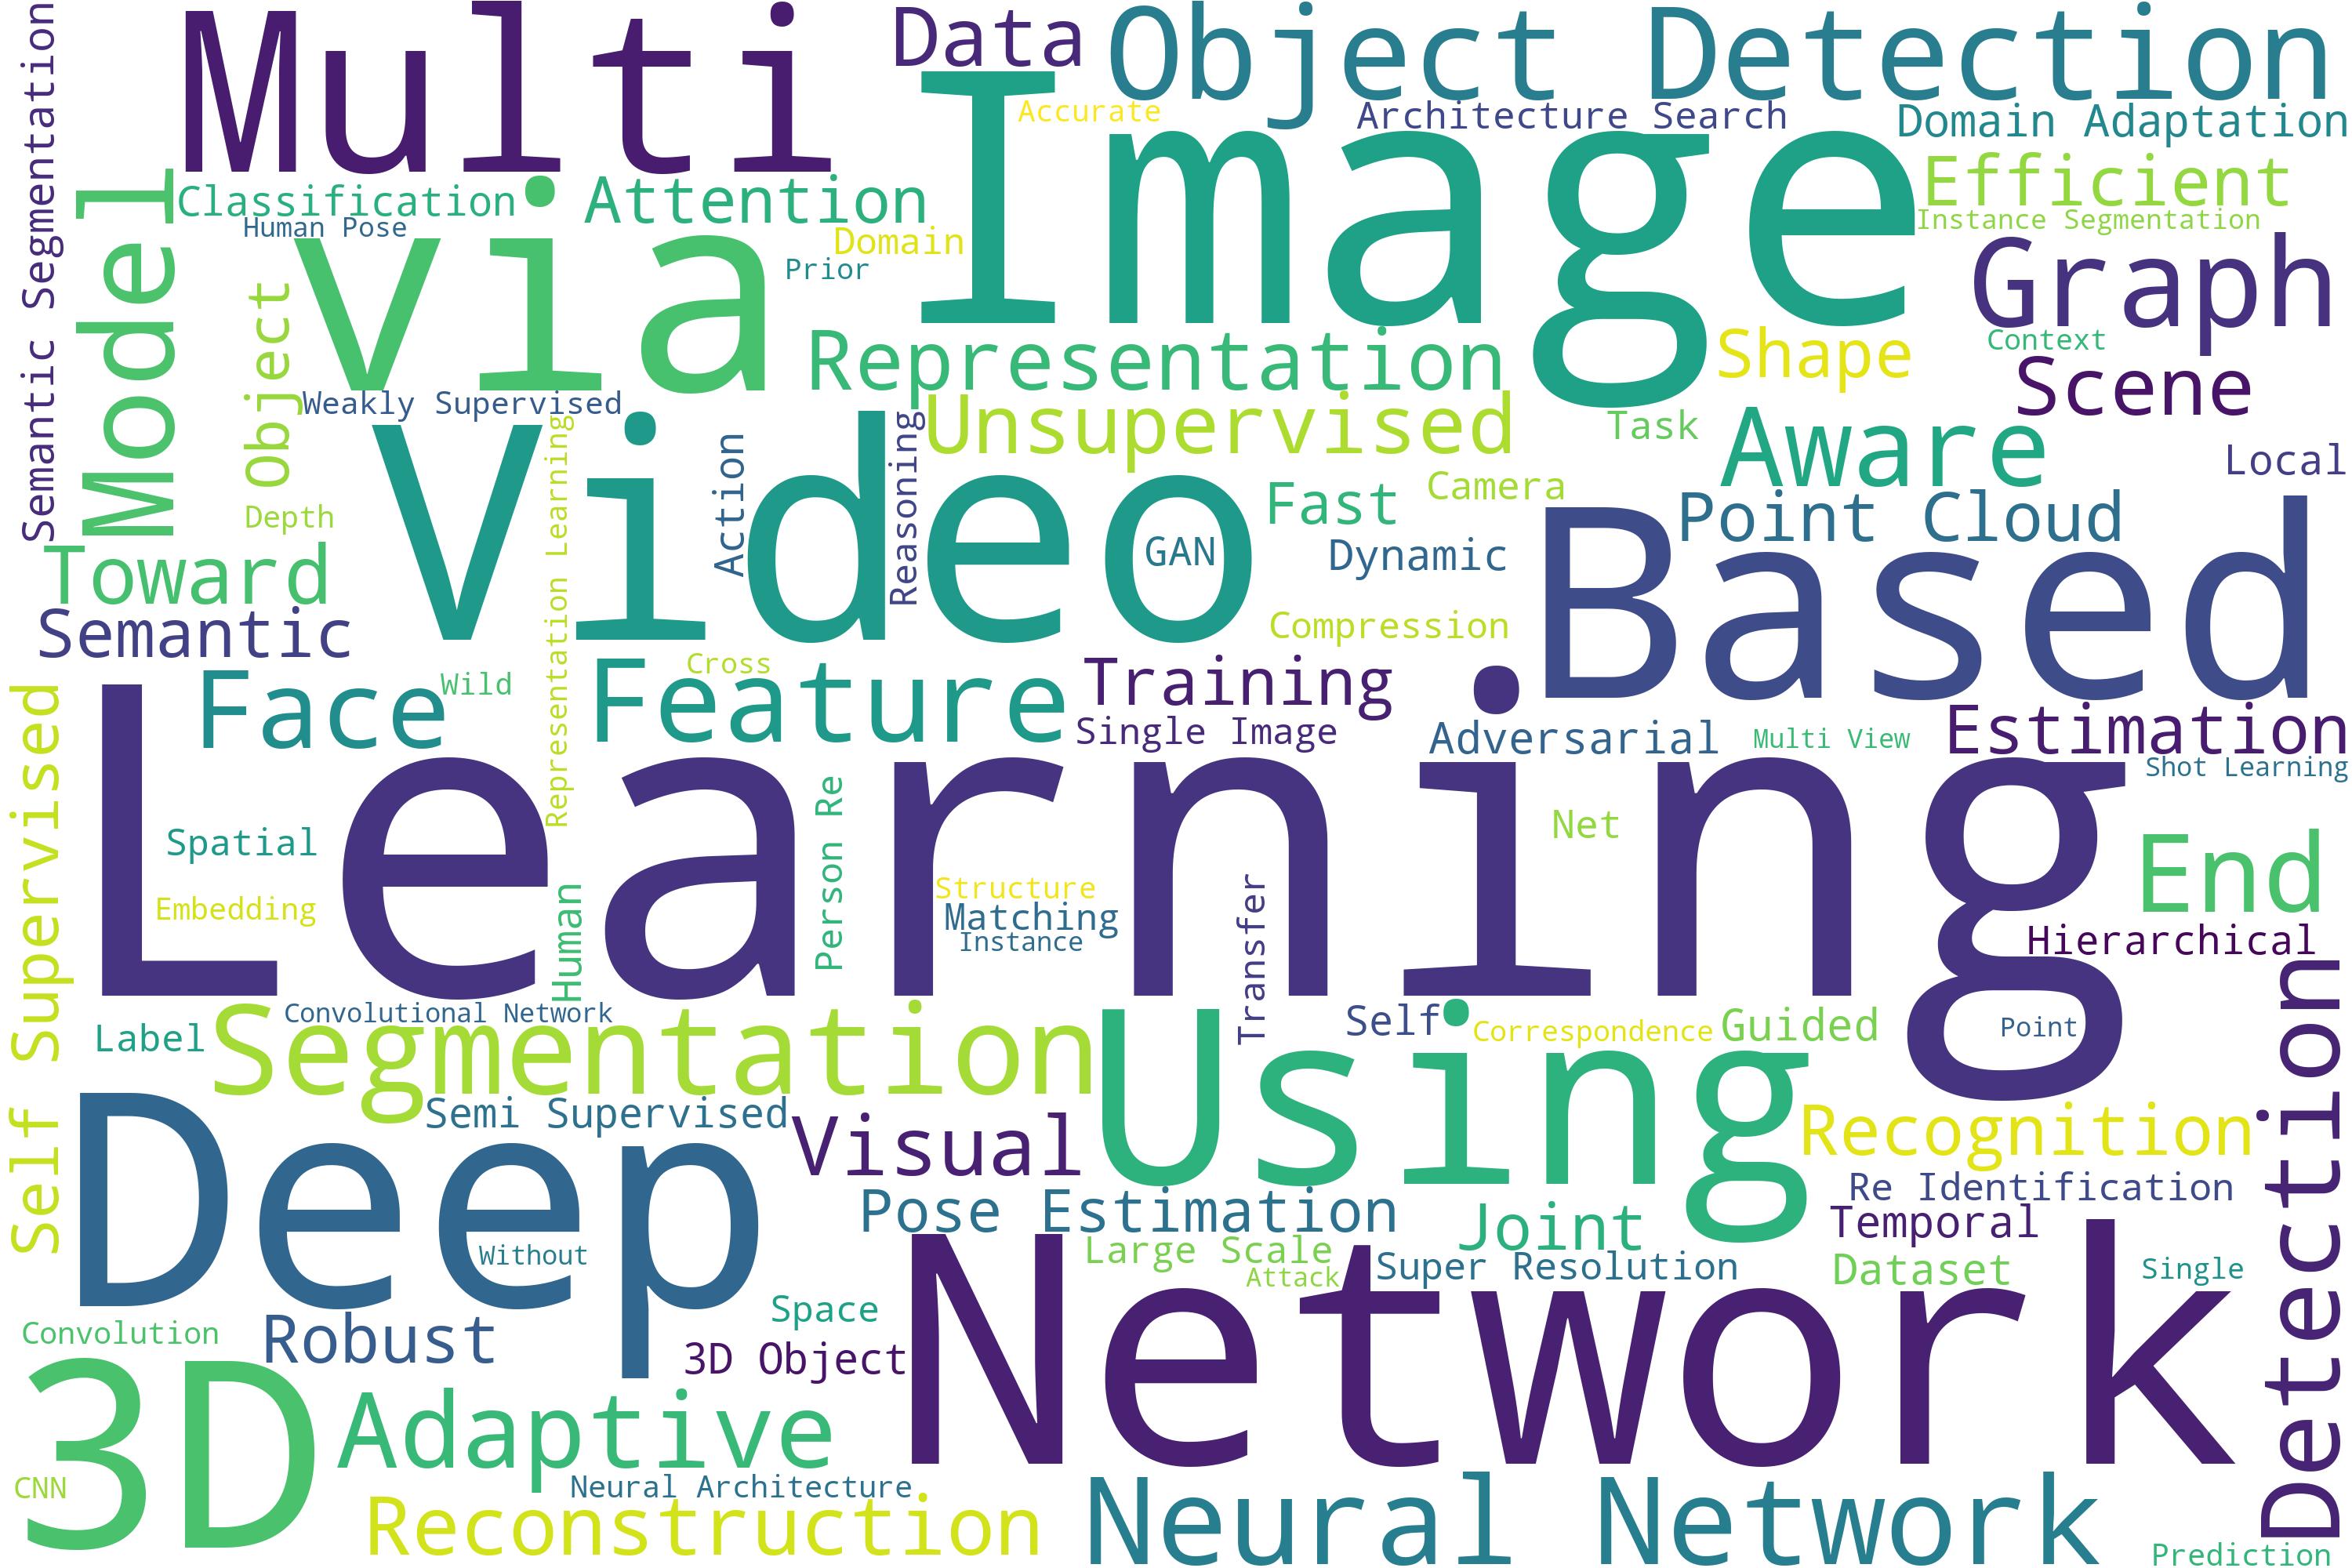 Semantic Segmentation
Multi
Data
Object Detection
Accurate
Architecture Search
Domain Adaptation
Image
Model
Classification
Attention
Efficient
Human Pose
via
Domain
Instance Segmentation
Prior
Graph
Object
Representation
Shape
Context
Scene
Weakly Supervised
Unsupervised
Task
Aware
Video
Representation Learning
Action
Reasoning
Local
Fast
Camera
Point Cloud
Depth
GAN
Dynamic
Based
Toward
Semantic
Compression
Face
Wild
Cross
Feature
Training
Single Image
Adversarial
Multi View
Estimation
Shot Learning
Self Supervised
Learning
Spatial
Person Re
Net
End
Embedding
Human
Structure
Matching
Instance
Transfer
Hierarchical
Detection
Convolutional Network
Label
Segmentation
Using
Self
Correspondence
Guided
Point
Deep
Semi Supervised
Visual
Recognition
Pose Estimation
Joint
Re Identification
Temporal
Without
Large Scale
Attack
Super Resolution
Dataset
Single
Network
Convolution
Robust
Space
3D Object
3D
Adaptive
CNN
Neural Architecture
Reconstruction
Neural Network
Prediction